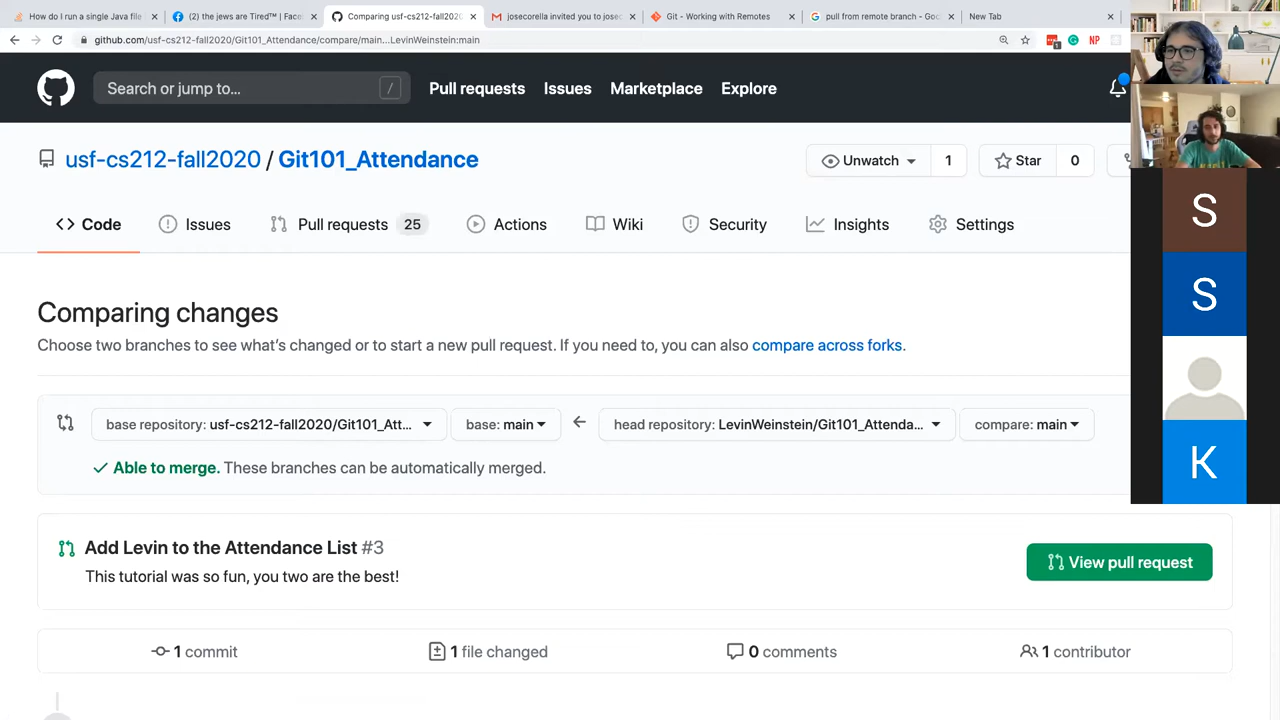 How do I run a single Java file
(2) the jews are Tired™ | Fac
Comparing usf-cs212-fall2020
josecorella invited you to jose
Git - Working with Remotes
pull from remote branch - Goo
New Tab
github.com/usf-cs212-fall2020/Git101_Attendance/compare/main...LevinWeinstein:main
NP
Search or jump to...
/
Pull requests
Issues
Marketplace
Explore
usf-cs212-fall2020 / Git101_Attendance
Unwatch
1
Star
0
Code
Issues
Pull requests 25
Actions
Wiki
Security
Insights
Settings
Comparing changes
Choose two branches to see what's changed or to start a new pull request. If you need to, you can also compare across forks.
base repository: usf-cs212-fall2020/Git101_Att...
base: main
head repository: LevinWeinstein/Git101_Attenda...
compare: main
Able to merge. These branches can be automatically merged.
Add Levin to the Attendance List #3
This tutorial was so fun, you two are the best!
View pull request
1 commit
1 file changed
0 comments
1 contributor
S
S
K